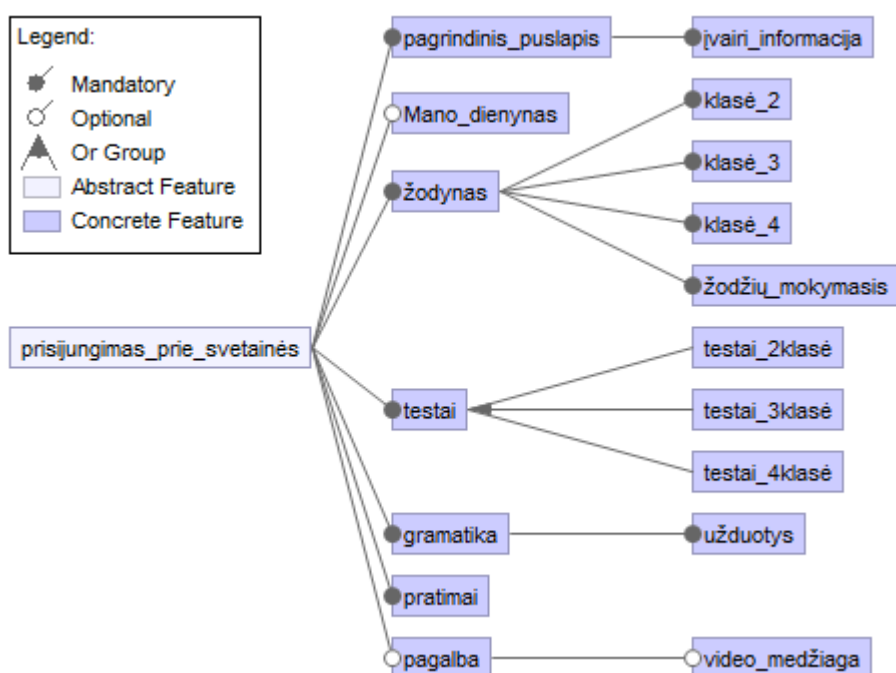 Legend:
Mandatory
Optional
Or Group
Abstract Feature
Concrete Feature
prisijungimas_prie_svetainės
pagrindinis_puslapis
įvairi_informacija
Mano_dienynas
žodynas
klasė_2
klasė_3
klasė_4
žodžių_mokymasis
testai
testai_2klasė
testai_3klasė
testai_4klasė
gramatika
užduotys
pratimai
pagalba
video_medžiaga